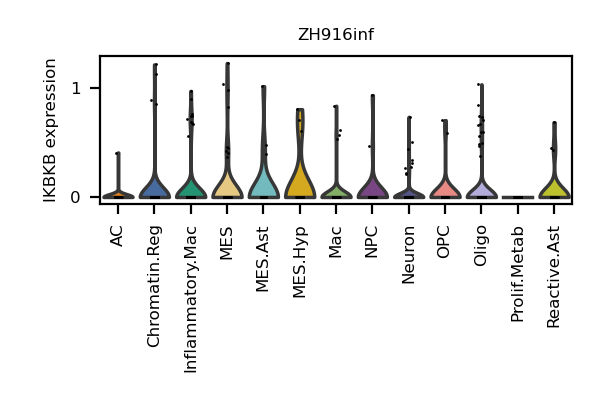 ZH916inf
IKBKB expression
1
0
AC
Chromatin.Reg
Inflammatory.Mac
MES
MES.Ast
MES.Hyp
Mac
NPC
Neuron
OPC
Oligo
Prolif.Metab
Reactive.Ast